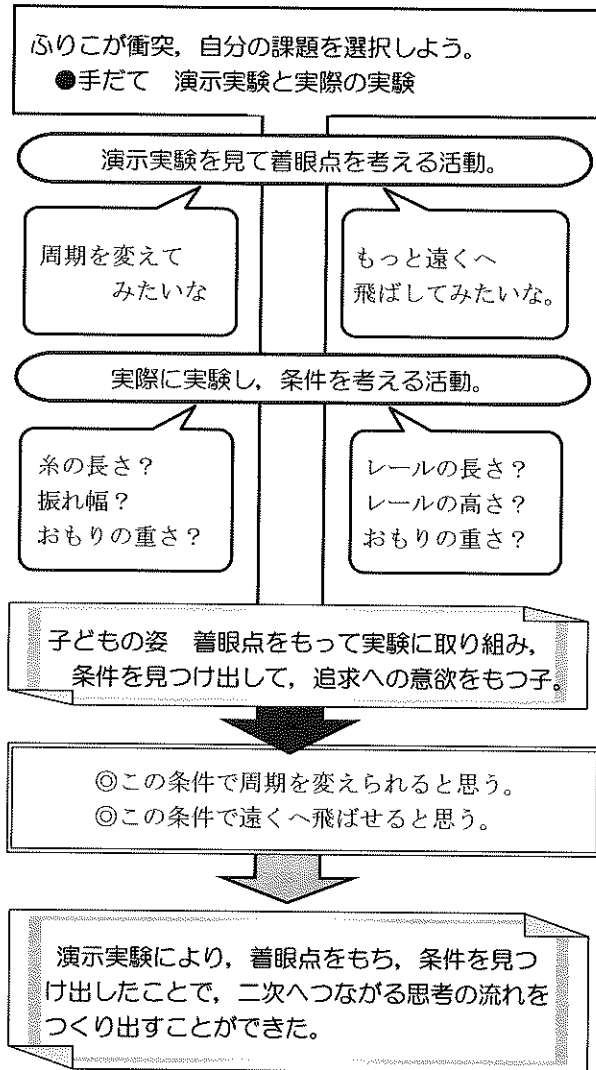 ふりこが衝突，自分の課題を選択しよう。
●手だて　演示実験と実際の実験
演示実験を見て着眼点を考える活動。
周期を変えて
みたいな
もっと遠くへ
飛ばしてみたいな。
実際に実験し，条件を考える活動。
糸の長さ？
振れ幅？
おもりの重さ？
レールの長さ？
レールの高さ？
おもりの重さ？
子どもの姿　着眼点をもって実験に取り組み，
条件を見つけ出して，追求への意欲をもつ子。
◎この条件で周期を変えられると思う。
◎この条件で遠くへ飛ばせると思う。
演示実験により，着眼点をもち，条件を見つ
け出したことで，二次へつながる思考の流れを
つくり出すことができた。